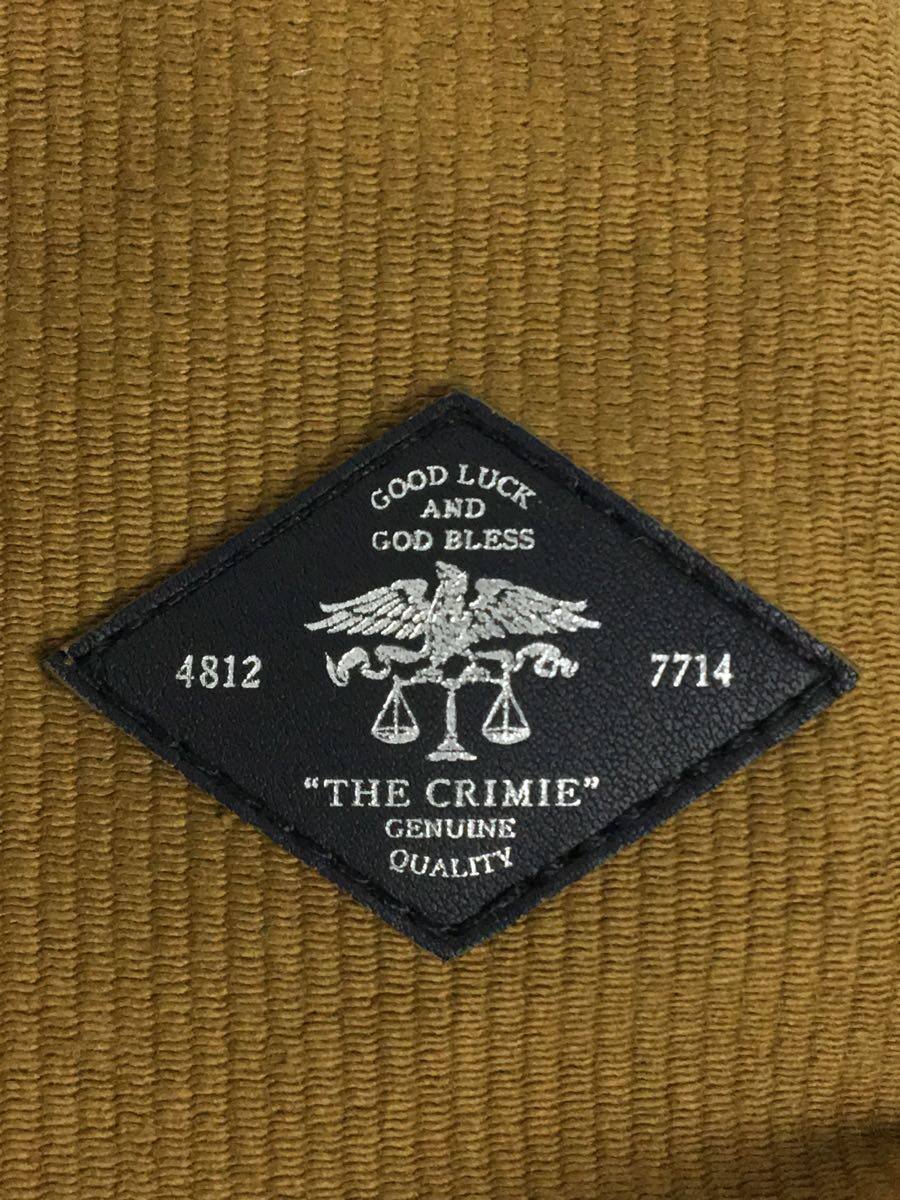 GOOD LUCK
AND
GOD BLESS
4812
7714
“THE CRIMIE”
GENUINE
QUALITY